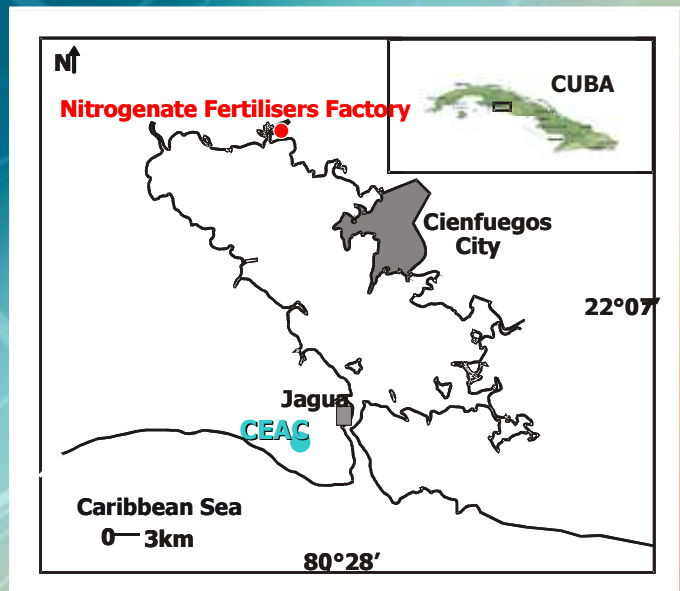 N
CUBA
Nitrogenate Fertilisers Factory
Cienfuegos
City
22°07′
Jagua
CEAC
Caribbean Sea
0 3km
80°28′